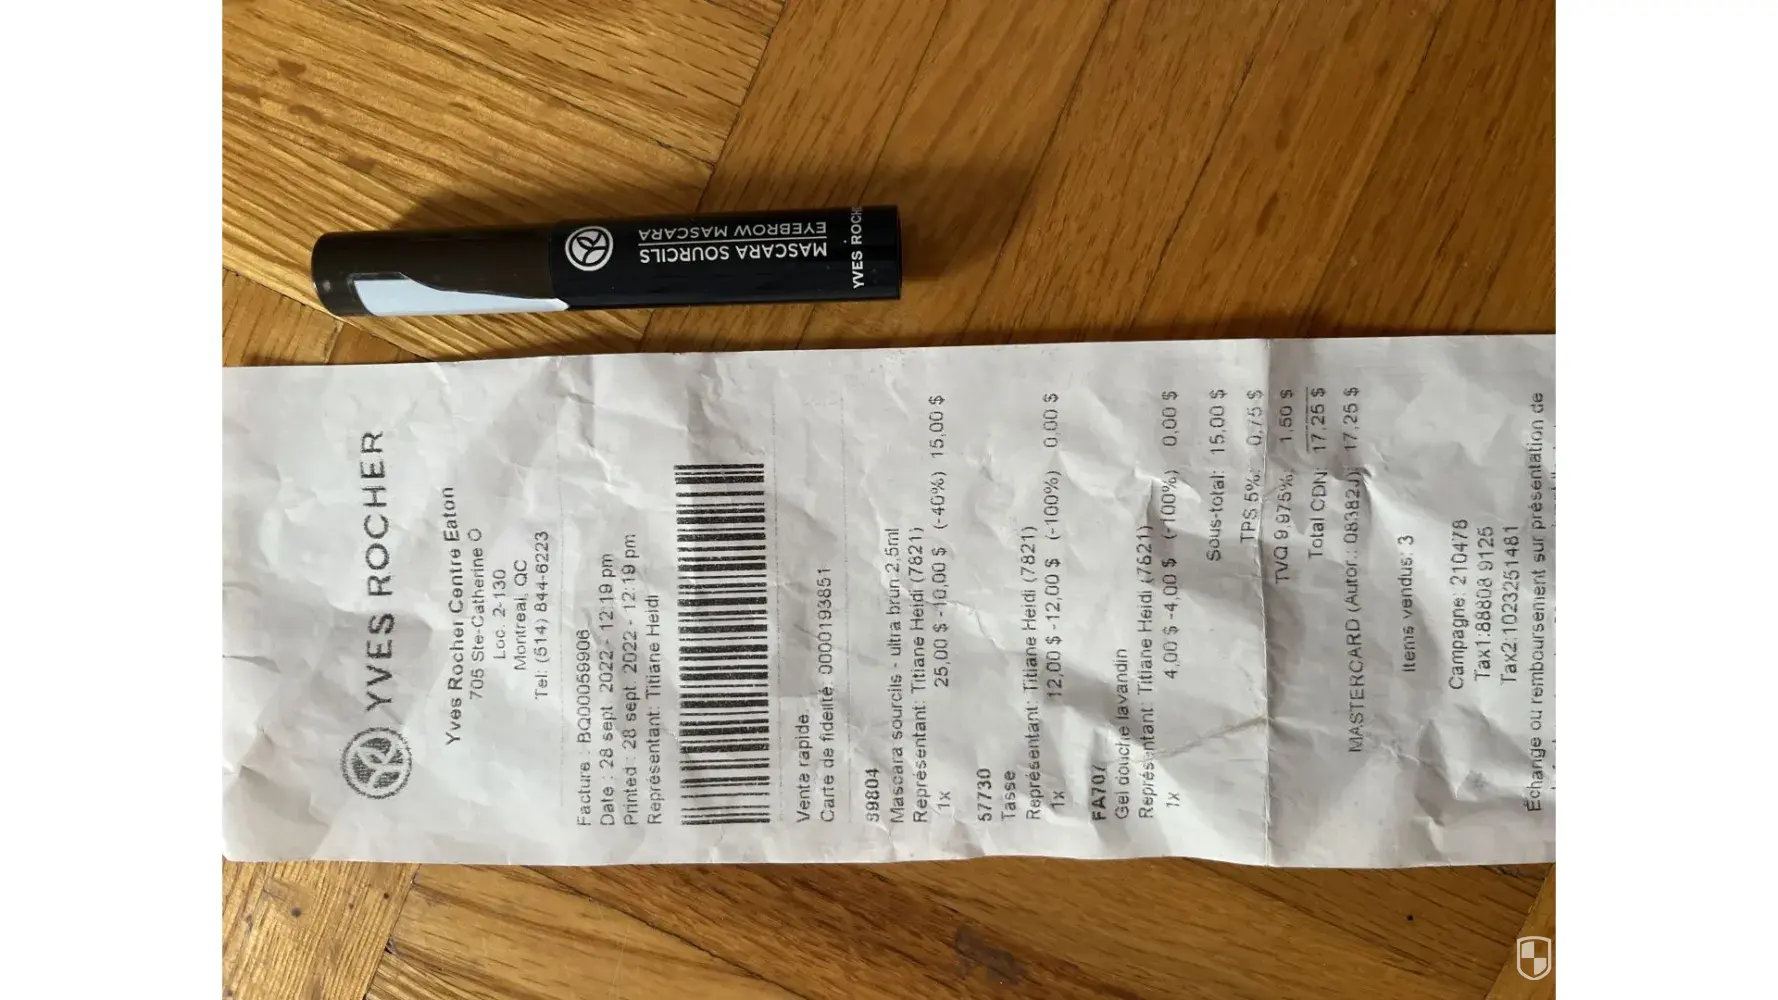 MASCARA SOURCILS
EYEBROW MASCARA
YVES ROCH
YVES ROCHER
Yves Rocher Centre Eaton
705 Ste-Catherine O
Loc. 2-130
Montreal, QC
Tel: (514) 844-6223
Facture : BQ000059906
Date : 28 sept. 2022 - 12:19 pm
Printed : 28 sept. 2022 - 12:19 pm
Représentant: Titiane Heidi
Vente rapide
Carte de fidelité: 0000193851
99804
Mascara sourcils - ultra brun 2,5ml
Représentant: Titiane Heidi (7821)
1x 25,00 $ -10,00 $ (-40%) 15,00 $
57730
Tasse
Représentant: Titiane Heidi (7821)
1x 12,00 $ -12,00 $ (-100%) 0,00 $
FA707
Gel douche lavandin
Représentant: Titiane Heidi (7821)
1x 4,00 $ -4,00 $ (-100%) 0,00 $
Sous-total: 15,00 $
TPS 5%: 0,75 $
TVQ 9,975%: 1,50 $
Total CDN: 17,25 $
MASTERCARD (Autor.: 08382J): 17,25 $
Items vendus: 3
Campagne: 210478
Tax1:88808 9125
Tax2:1023251481
Échange ou remboursement sur présentation de